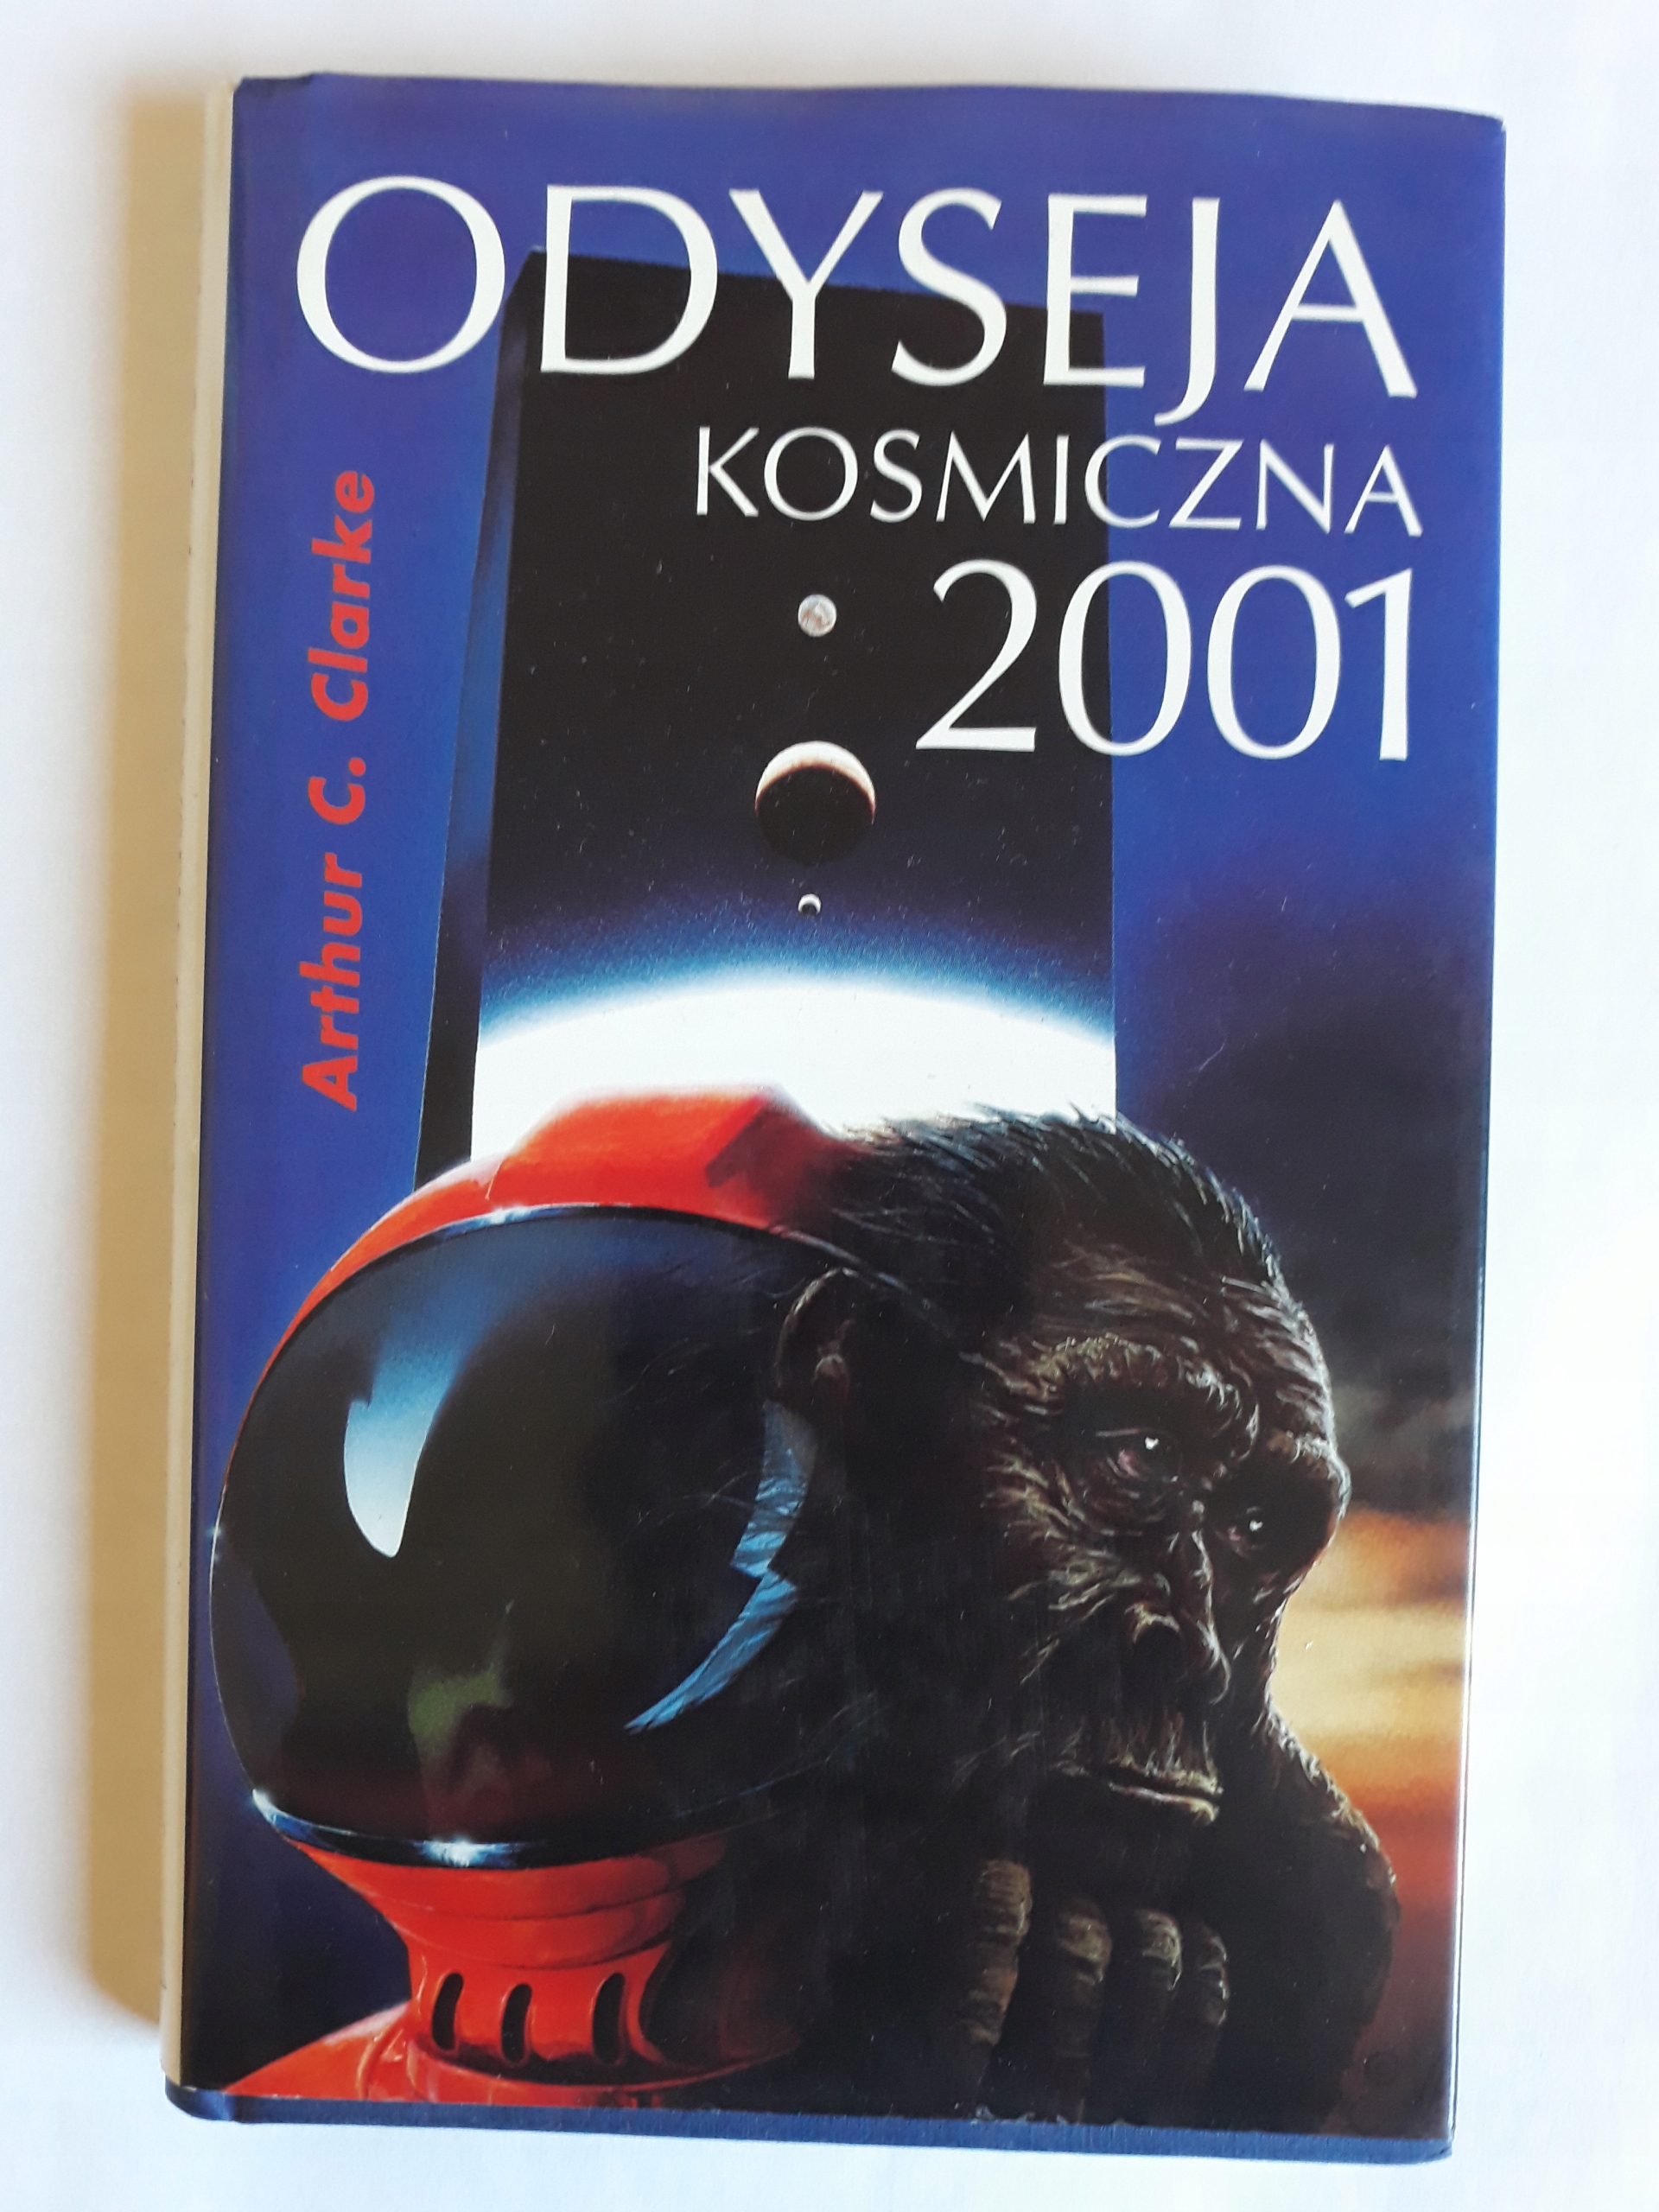 ODYSEJA
KOSMICZNA
2001
Arthur C. Clarke